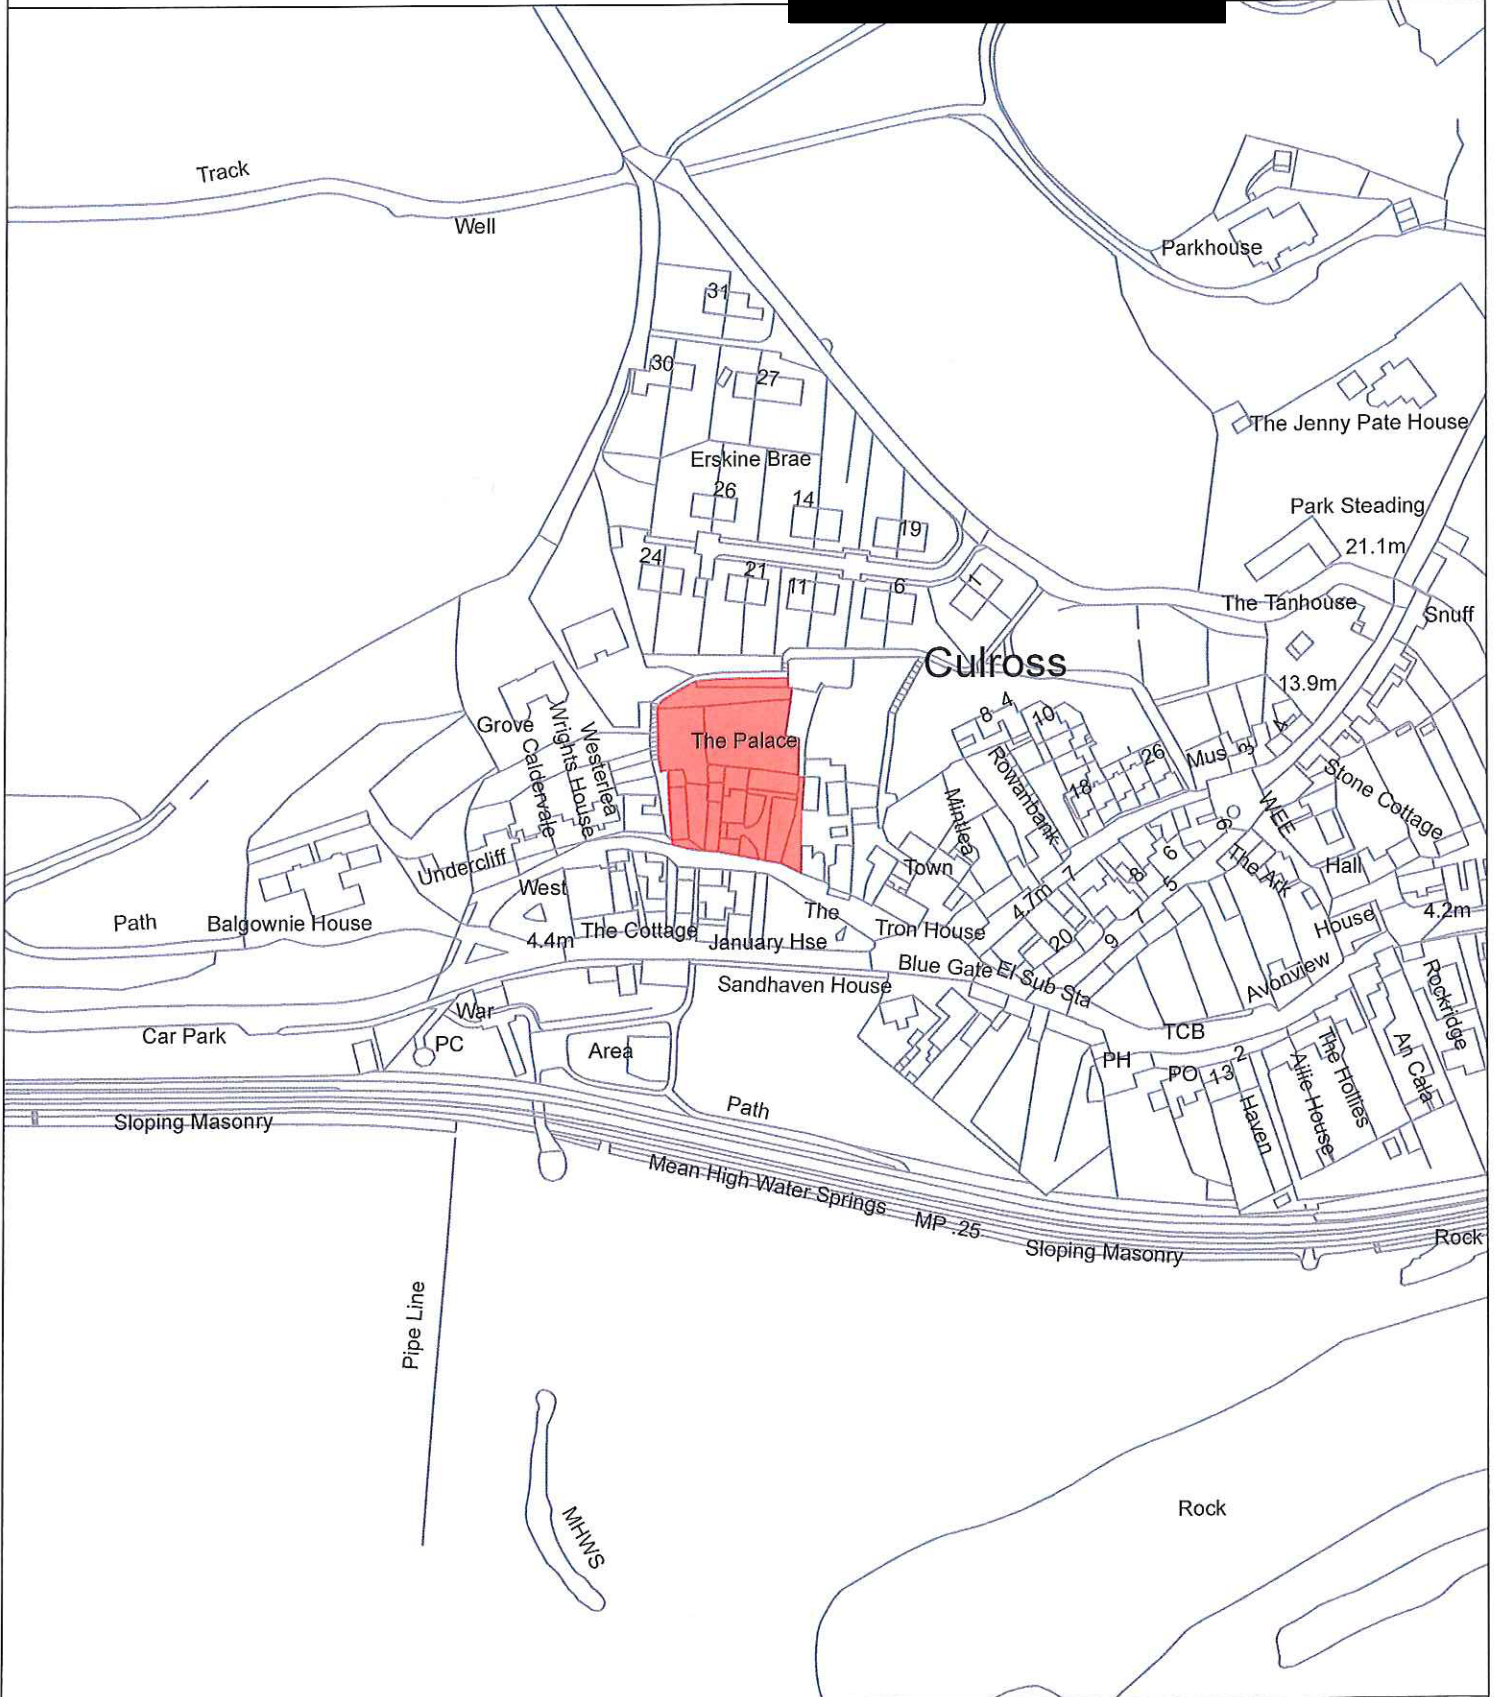 Track
Well
Parkhouse
31
30
27
The Jenny Pate House
Erskine Brae
26
14
19
Park Steading
21.1m
24
21
11
6
1
The Tanhouse
Snuff
Culross
13.9m
Grove
Caldervale
Wrights House
Westerlea
The Palace
8
4
10
26
18
Rowanbank
Mintlea
Mus
3
4
Stone Cottage
WEE
6
Undercliff
West
Town
7
8
6
5
The Ark
Hall
Path
Balgownie House
4.4m
The Cottage
January Hse
The
Tron House
4.7m
20
9
7
House
4.2m
Blue Gate
El Sub Sta
Avonview
Sandhaven House
Rockridge
Car Park
War
PC
Area
TCB
PH
PO
13
2
Haven
Ailie House
The Hollies
An Cala
Path
Sloping Masonry
Mean High Water Springs
MP .25
Sloping Masonry
Rock
Pipe Line
MHWS
Rock